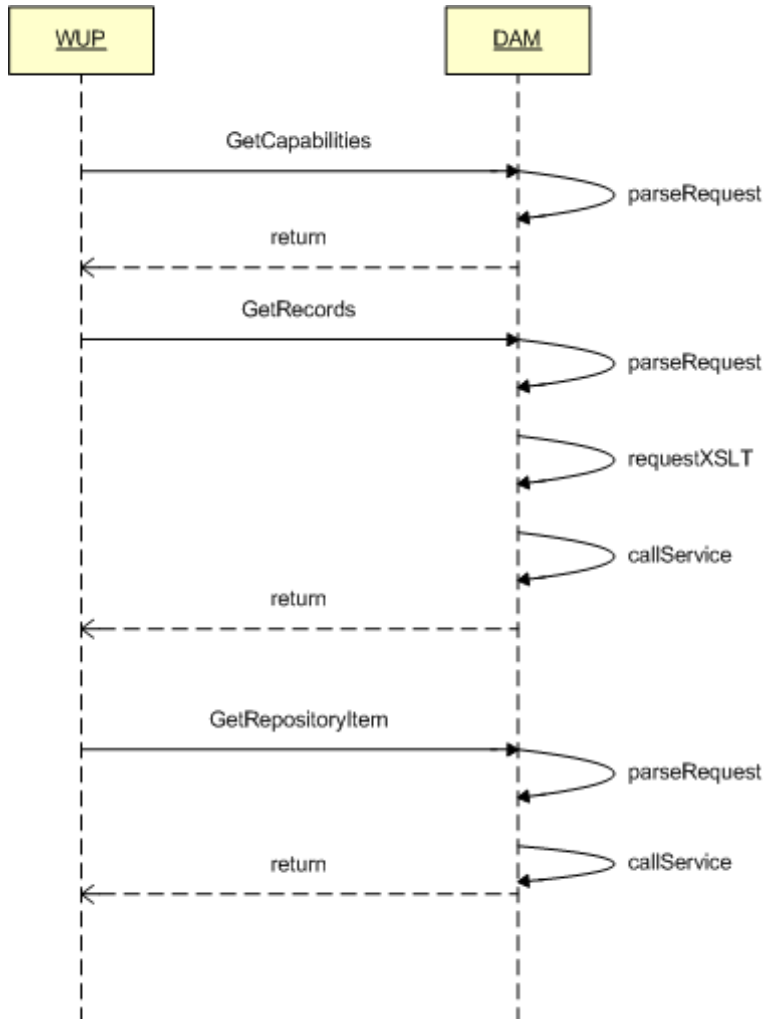 WUP
DAM
GetCapabilities
parseRequest
return
GetRecords
parseRequest
requestXSLT
callService
return
GetRepositoryItem
parseRequest
callService
return